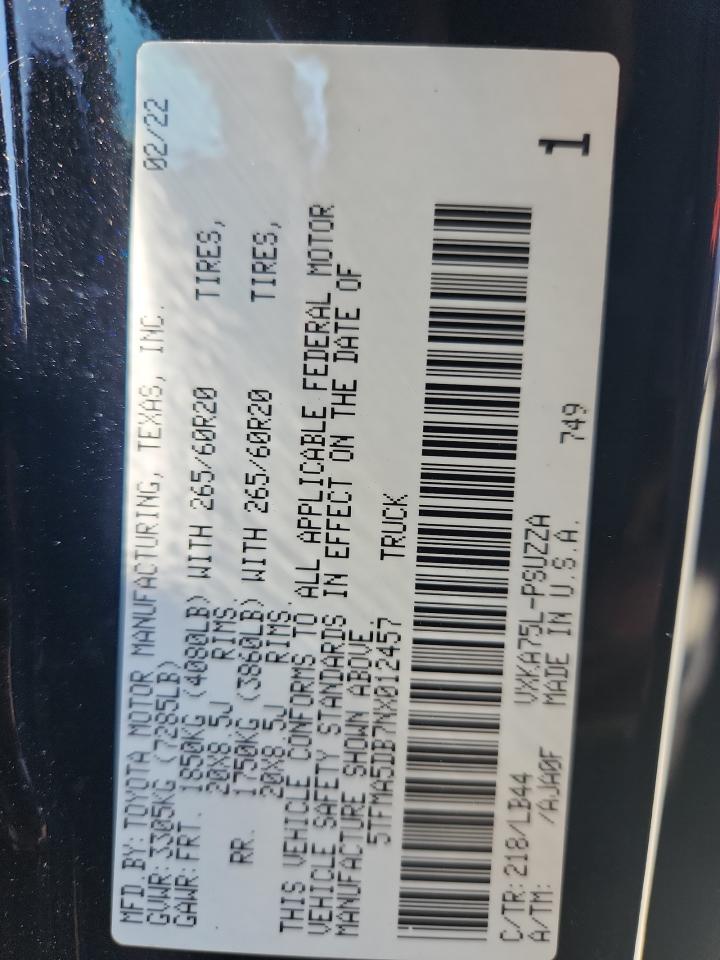 MFD.BY:TOYOTA MOTOR MANUFACTURING, TEXAS, INC. 02/22
GVWR:3305KG (7285LB)
GAWR:FRT. 1850KG (4080LB) WITH 265/60R20 TIRES,
20X8.5J RIMS.
RR. 1750KG (3860LB) WITH 265/60R20 TIRES,
20X8.5J RIMS.
THIS VEHICLE CONFORMS TO ALL APPLICABLE FEDERAL MOTOR
VEHICLE SAFETY STANDARDS IN EFFECT ON THE DATE OF
MANUFACTURE SHOWN ABOVE.
5TFMA5DB7NX012457 TRUCK
C/TR:218/LB44 VXKA75L-PSUZZA
A/TM: /AJA0F MADE IN U.S.A. 749
1